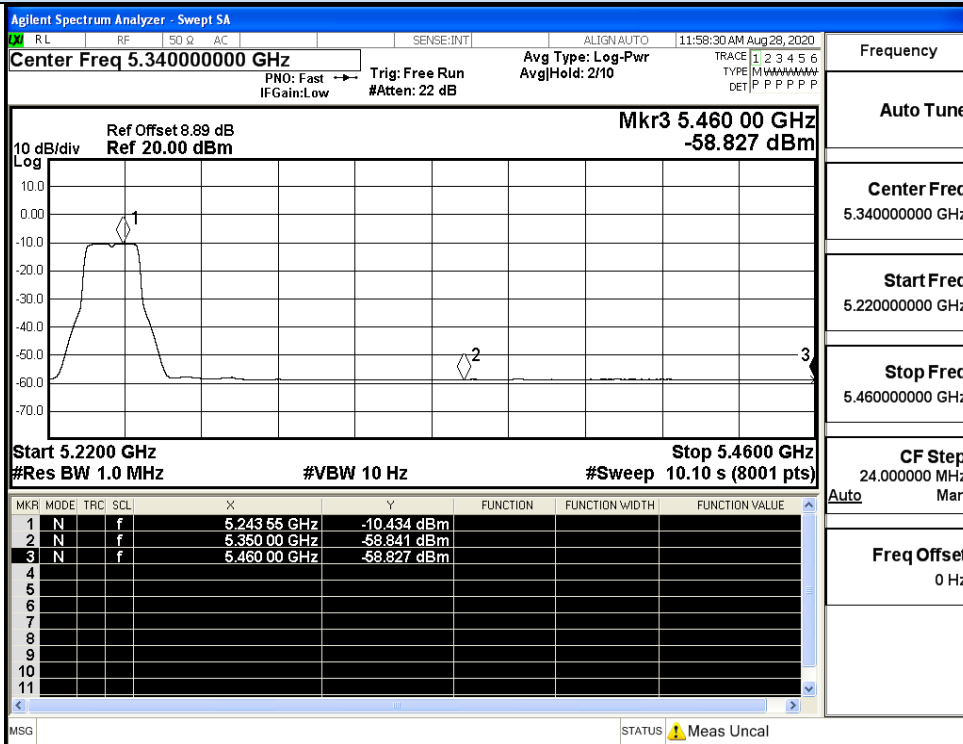 Agilent Spectrum Analyzer - Swept SA
LXI RL RF 50 Ω AC SENSE:INT ALIGN AUTO 11:58:30 AM Aug 28, 2020
Center Freq 5.340000000 GHz
PNO: Fast
IFGain:Low
Trig: Free Run
#Atten: 22 dB
Avg Type: Log-Pwr
Avg|Hold: 2/10
TRACE 1 2 3 4 5 6
TYPE M
DET P P P P P P
Mkr3 5.460 00 GHz
-58.827 dBm
Ref Offset 8.89 dB
10 dB/div Ref 20.00 dBm
Log
10.0
0.00
-10.0
-20.0
-30.0
-40.0
-50.0
-60.0
-70.0
1
2
3
Start 5.2200 GHz Stop 5.4600 GHz
#Res BW 1.0 MHz #VBW 10 Hz #Sweep 10.10 s (8001 pts)
MKR MODE TRC SCL X Y FUNCTION FUNCTION WIDTH FUNCTION VALUE
1 N f 5.243 55 GHz -10.434 dBm
2 N f 5.350 00 GHz -58.841 dBm
3 N f 5.460 00 GHz -58.827 dBm
4
5
6
7
8
9
10
11
MSG STATUS Meas Uncal
Frequency
Auto Tune
Center Freq
5.340000000 GHz
Start Freq
5.220000000 GHz
Stop Freq
5.460000000 GHz
CF Step
24.000000 MHz
Auto Man
Freq Offset
0 Hz